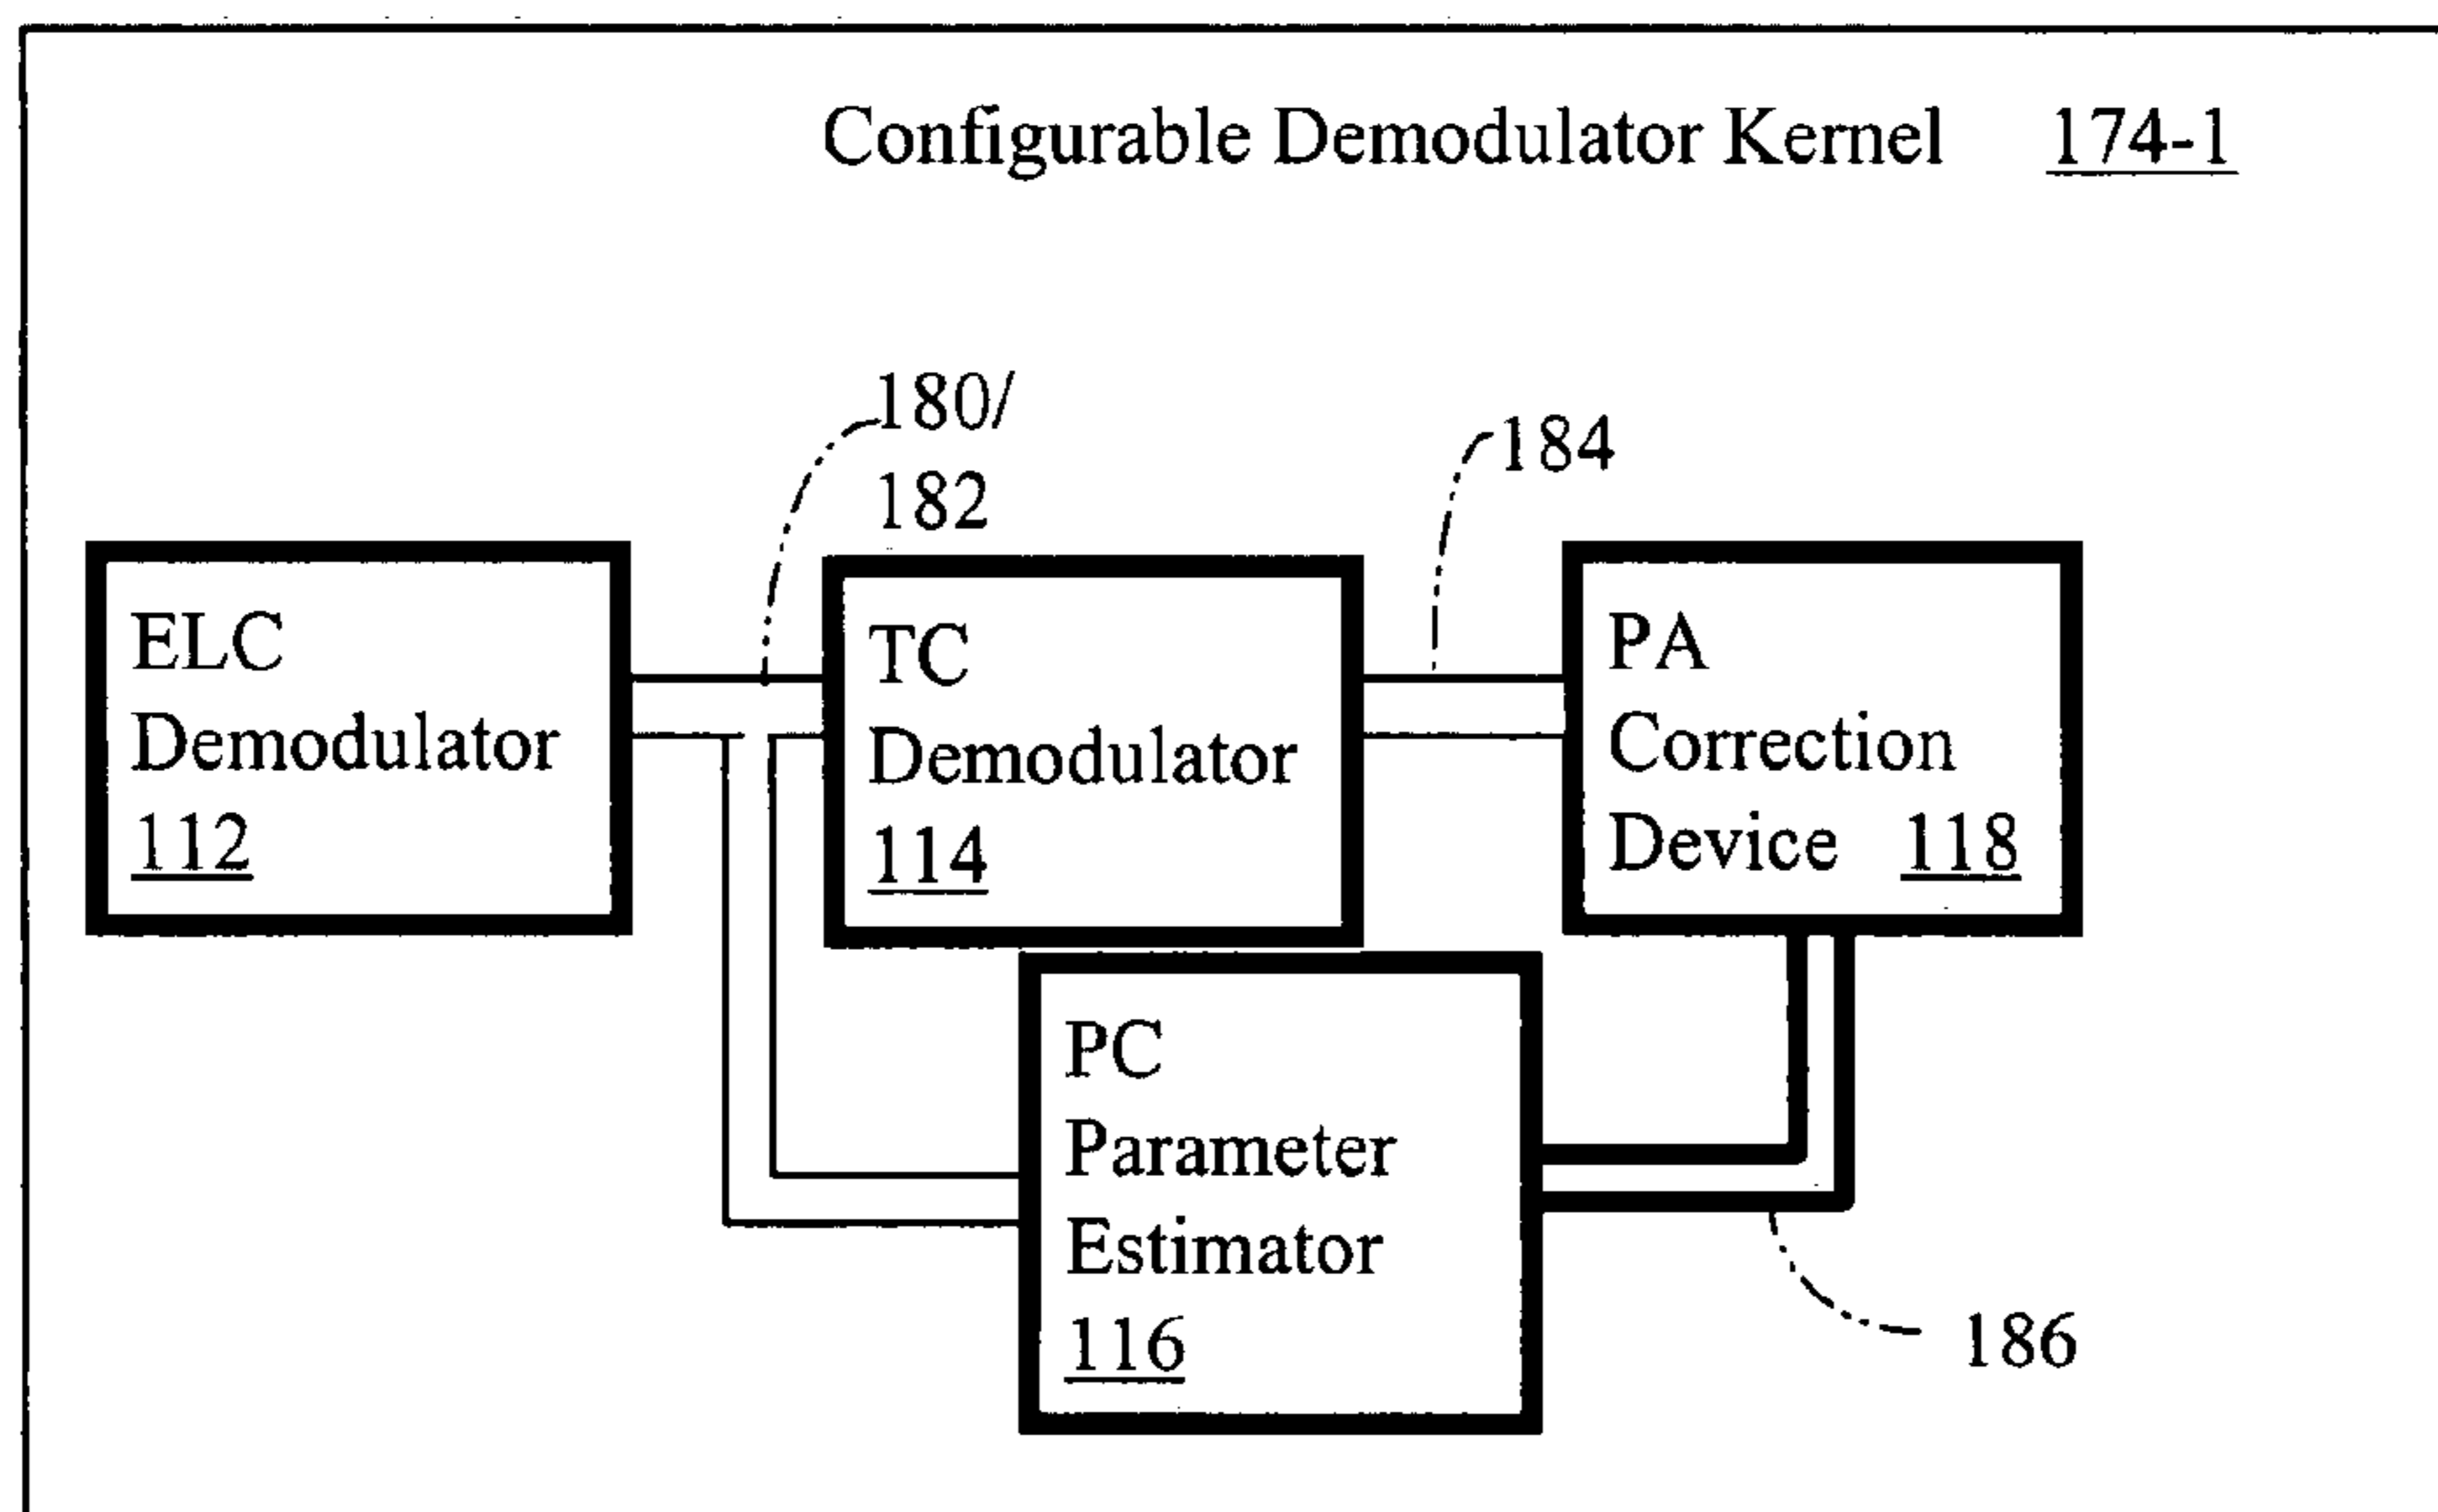 Configurable Demodulator Kernel 174-1
180/
182
184
ELC
Demodulator
112
TC
Demodulator
114
PA
Correction
Device 118
PC
Parameter
Estimator
116
186